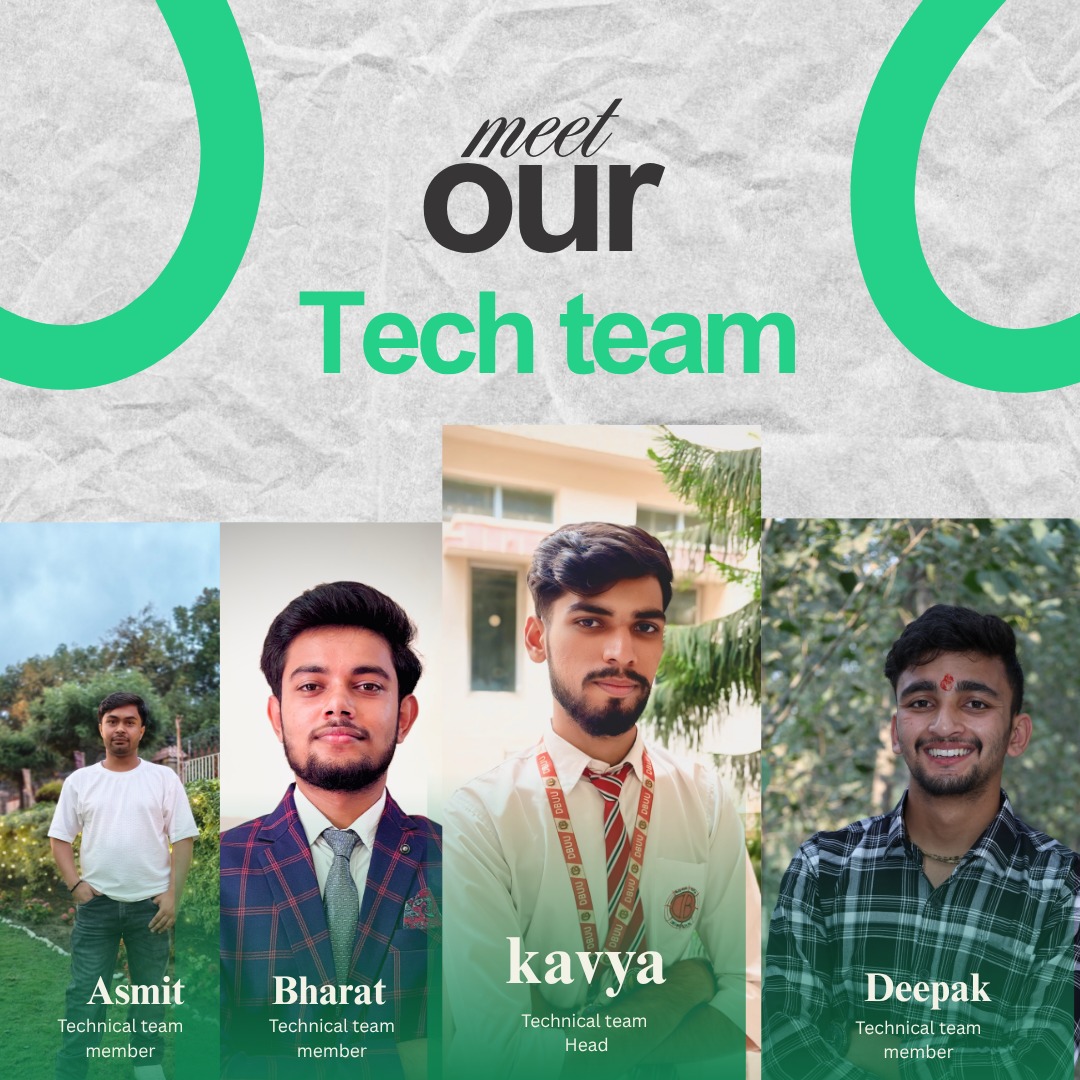 meet
our
Tech team
Asmit
Technical team
member
Bharat
Technical team
member
kavya
Technical team
Head
Deepak
Technical team
member
DBUU